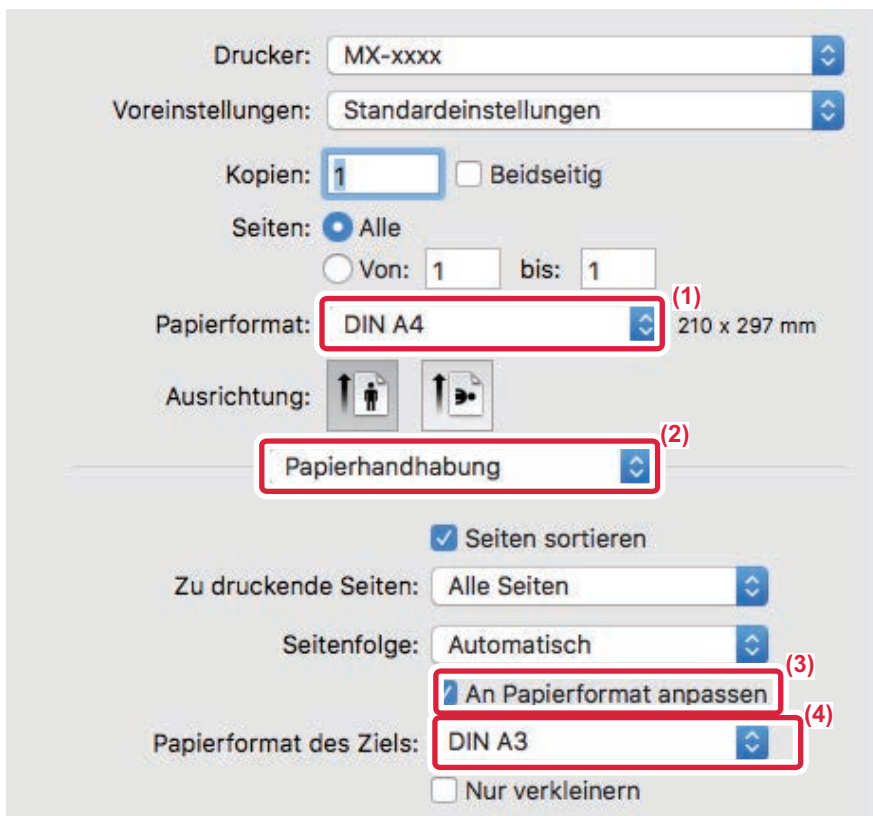 Drucker: MX-xxxx
Voreinstellungen: Standardeinstellungen
Kopien: 1 Beidseitig
Seiten: Alle
Von: 1 bis: 1
(1)
Papierformat: DIN A4 210 x 297 mm
Ausrichtung:
(2)
Papierhandhabung
Seiten sortieren
Zu druckende Seiten: Alle Seiten
Seitenfolge: Automatisch
(3)
An Papierformat anpassen
(4)
Papierformat des Ziels: DIN A3
Nur verkleinern